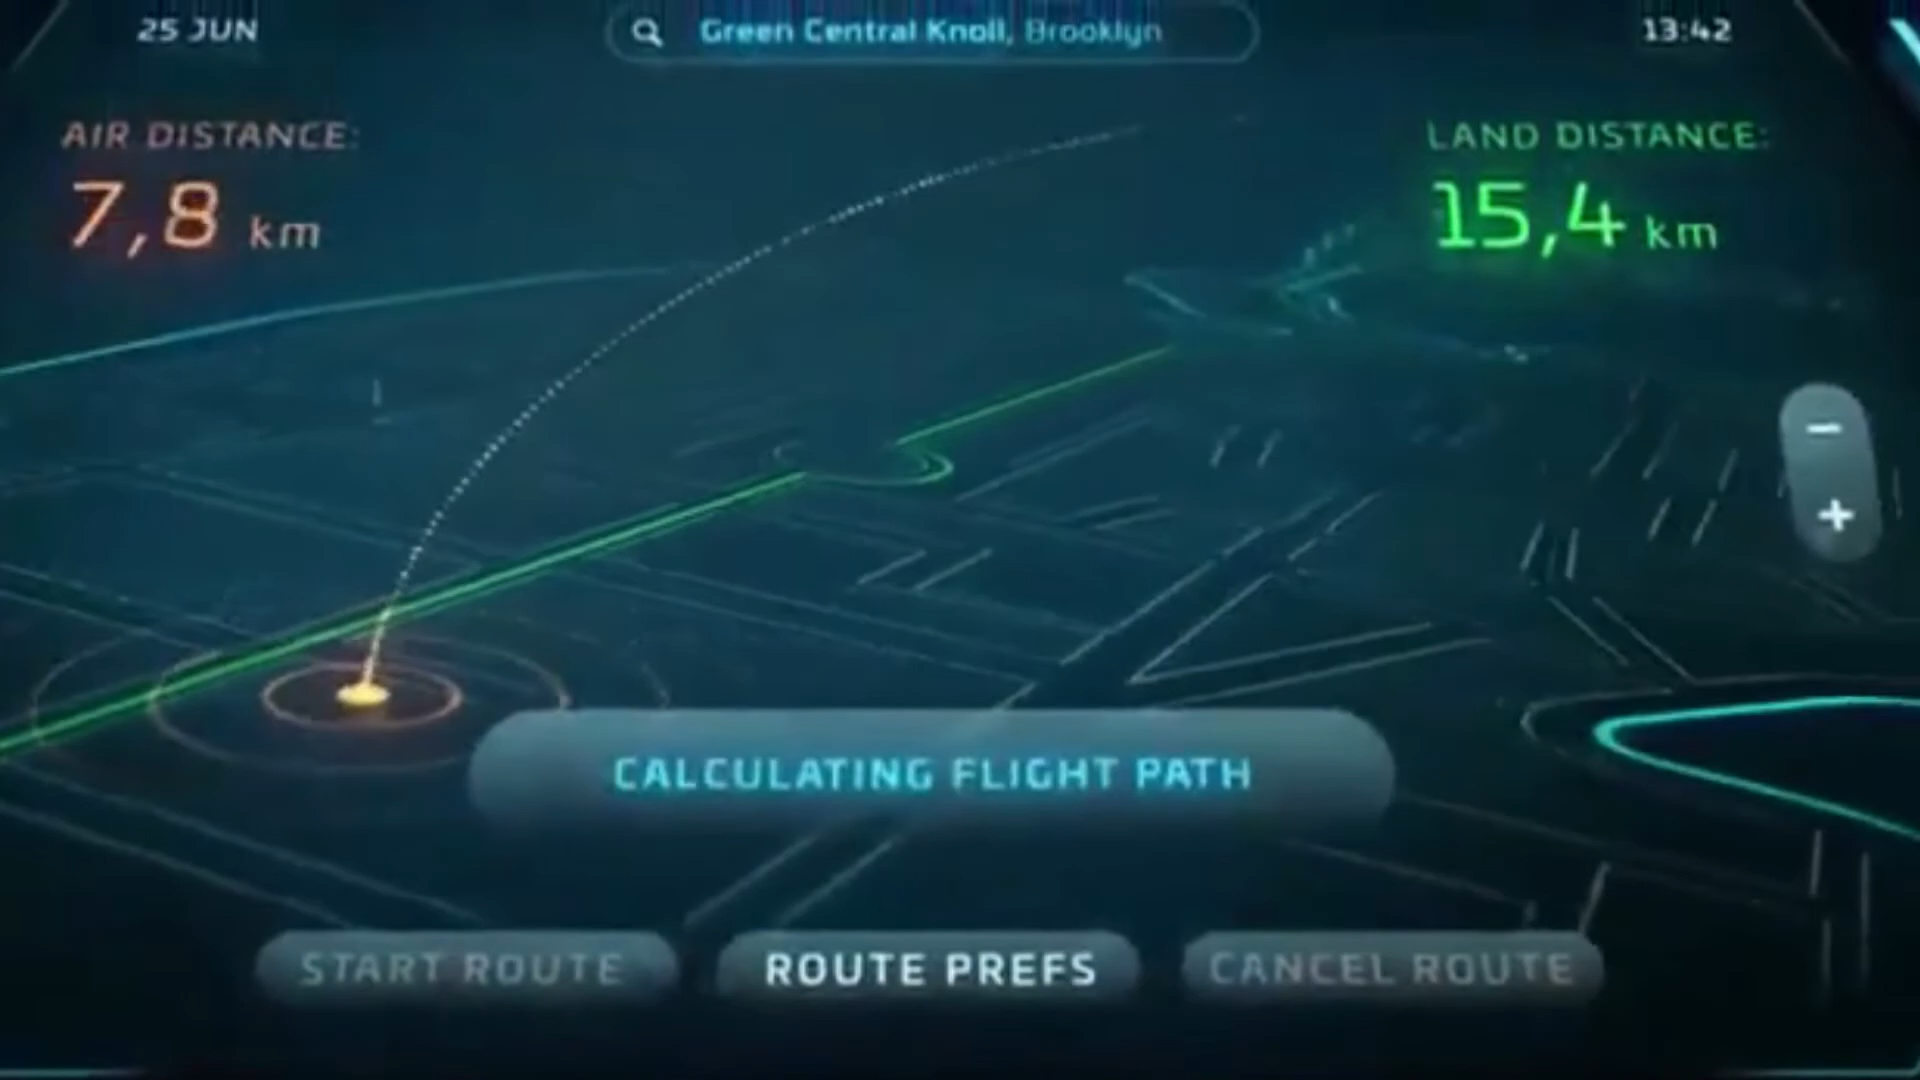 25 JUN
Green Central Knoll, Brooklyn
13:42
AIR DISTANCE:
7,8 km
LAND DISTANCE:
15,4 km
-
+
CALCULATING FLIGHT PATH
START ROUTE
ROUTE PREFS
CANCEL ROUTE